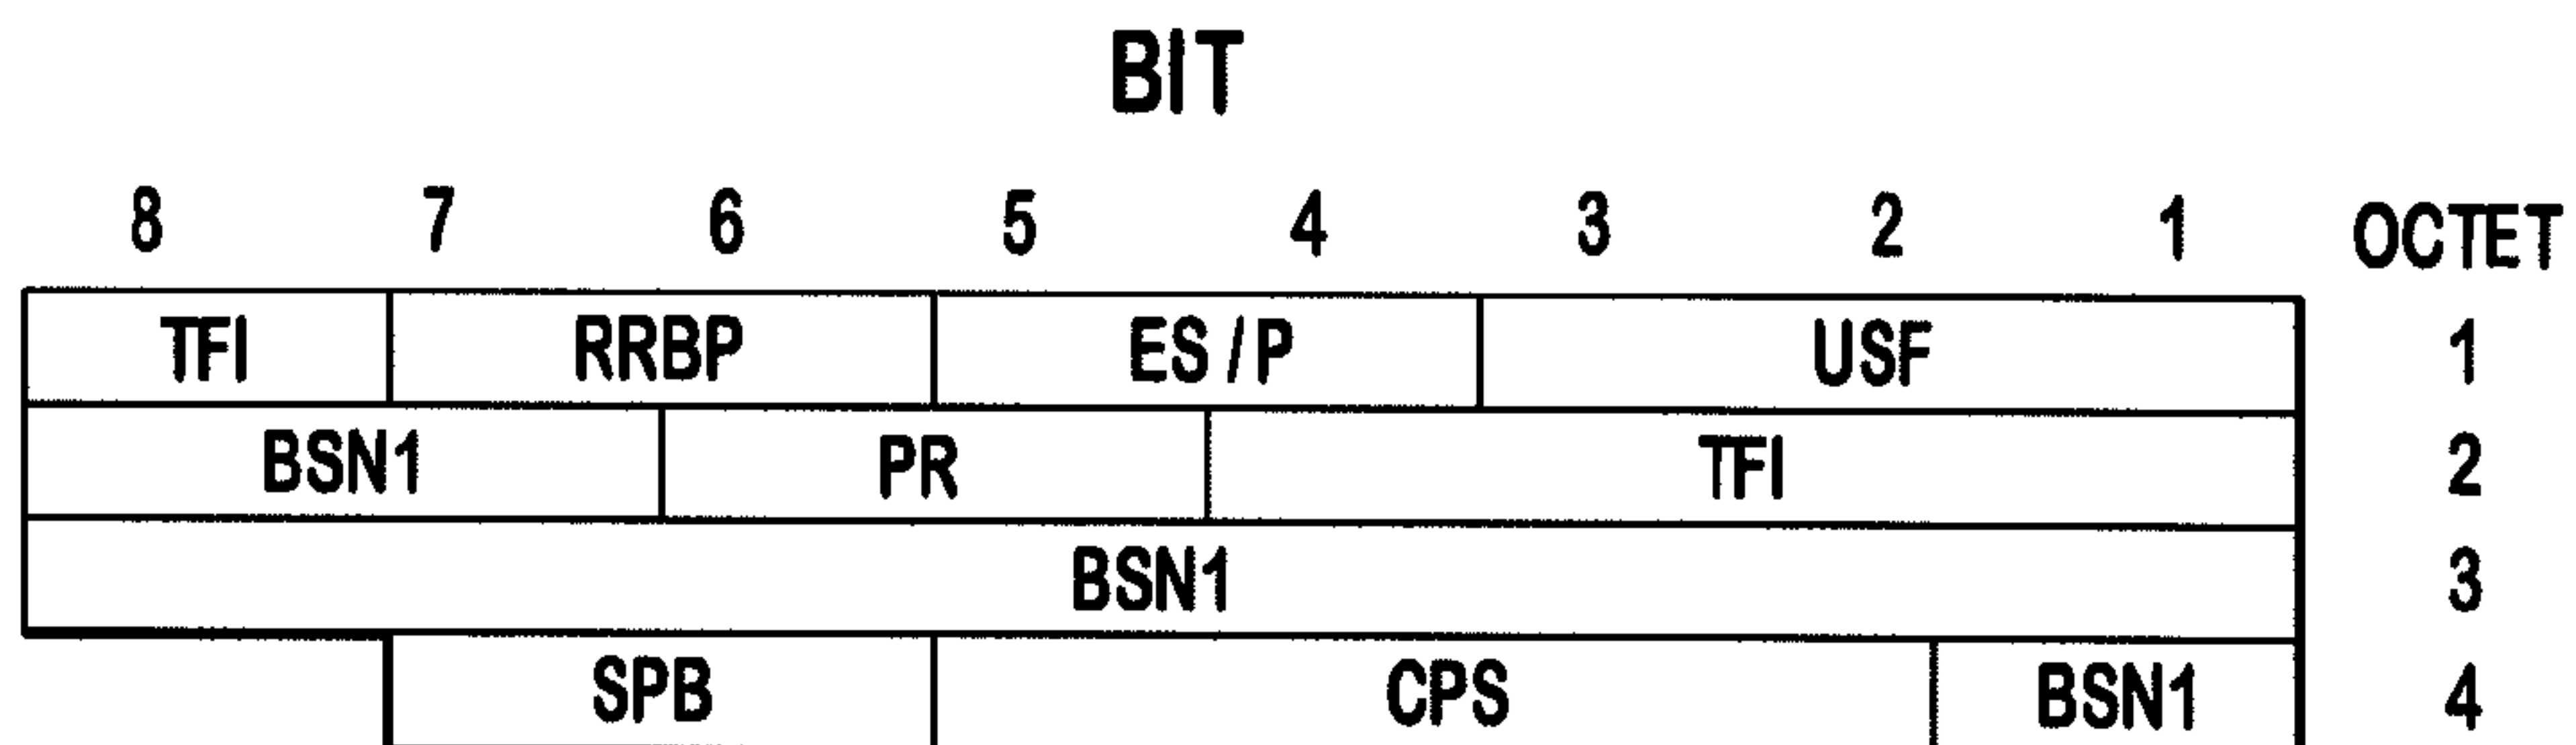 BIT
8 7 6 5 4 3 2 1 OCTET
TFI RRBP ES / P USF 1
BSN1 PR TFI 2
BSN1 3
SPB CPS BSN1 4